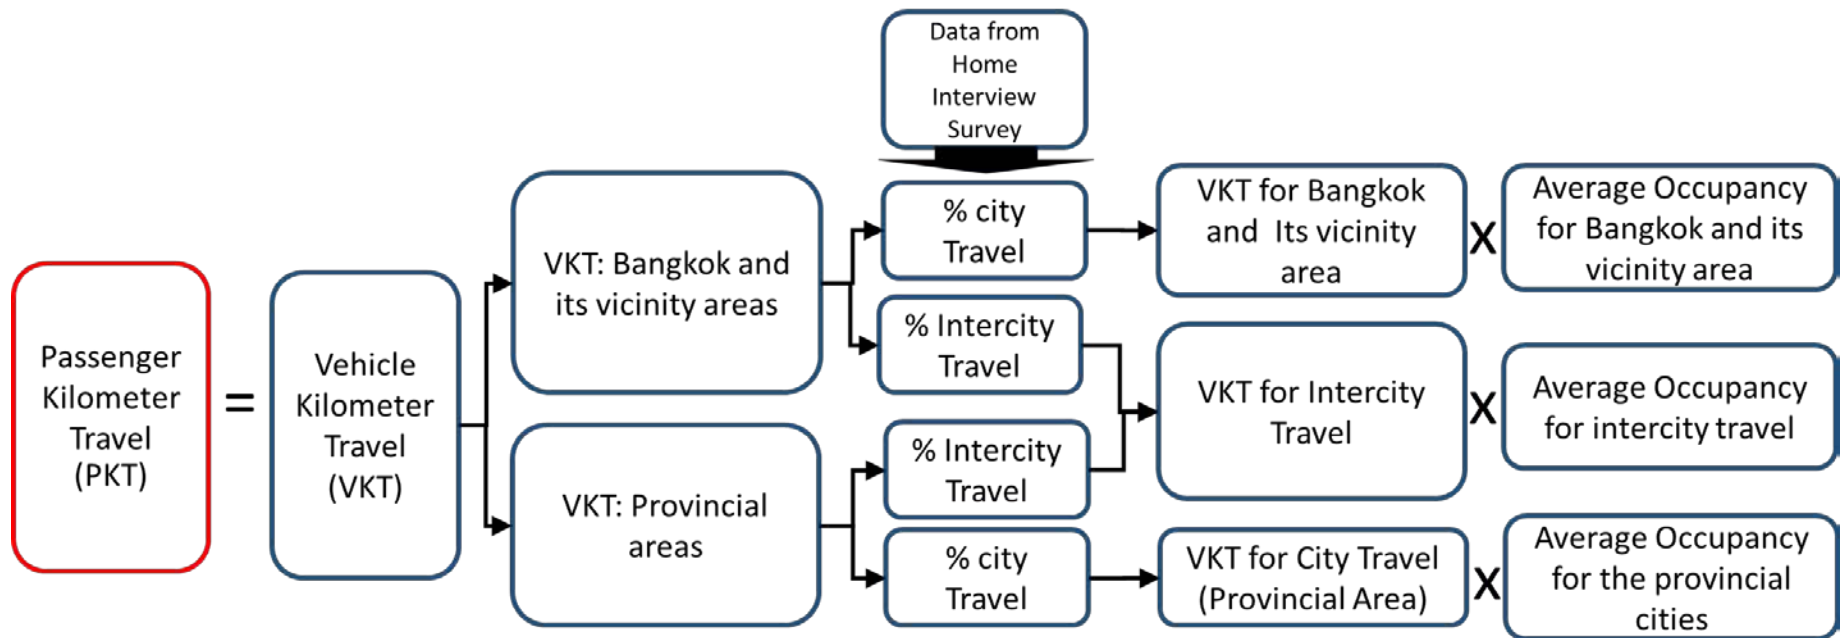 Data from
Home
Interview
Survey
Passenger
Kilometer
Travel
(PKT)
=
Vehicle
Kilometer
Travel
(VKT)
VKT: Bangkok and
its vicinity areas
VKT: Provincial
areas
% city
Travel
% Intercity
Travel
% Intercity
Travel
% city
Travel
VKT for Bangkok
and Its vicinity
area
X
Average Occupancy
for Bangkok and its
vicinity area
VKT for Intercity
Travel
X
Average Occupancy
for intercity travel
VKT for City Travel
(Provincial Area)
X
Average Occupancy
for the provincial
cities